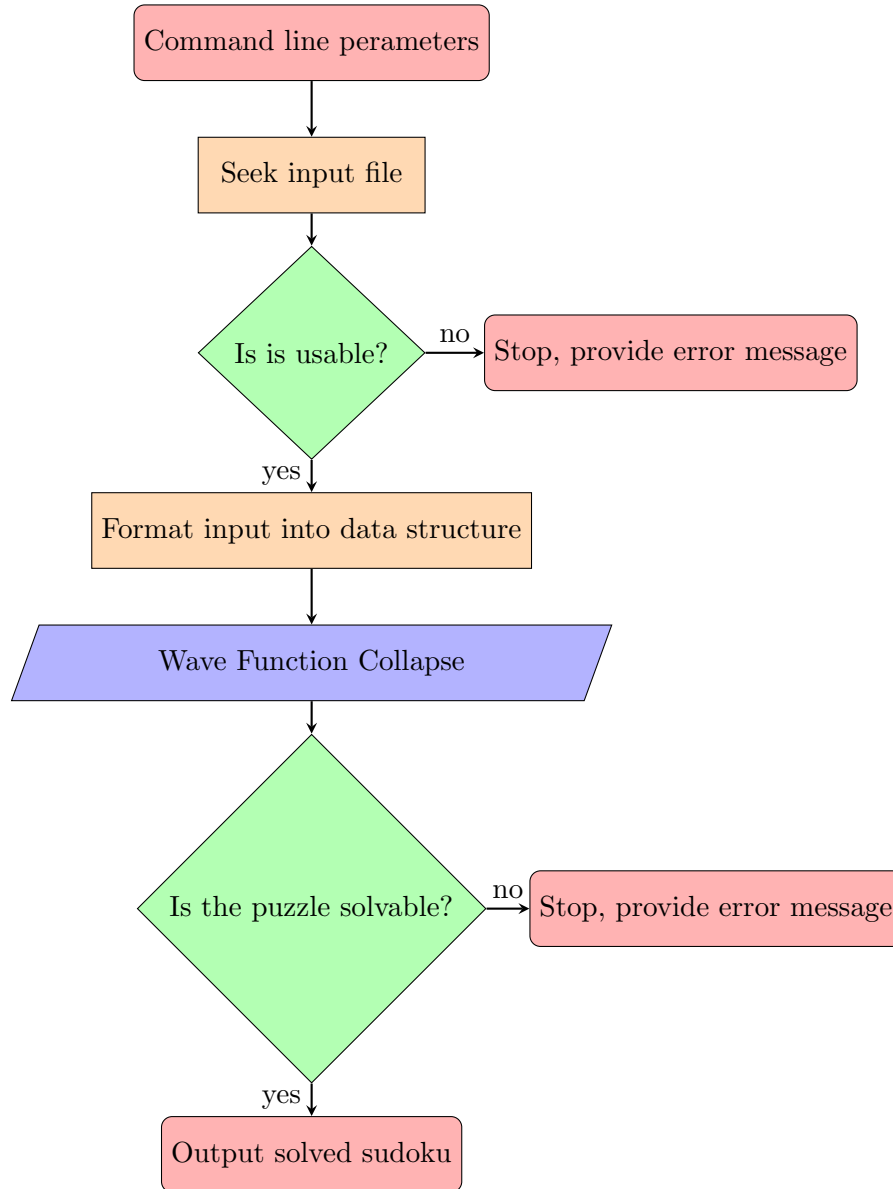 Command line perameters
Seek input file
Is is usable?
no
Stop, provide error message
yes
Format input into data structure
Wave Function Collapse
Is the puzzle solvable?
no
Stop, provide error message
yes
Output solved sudoku